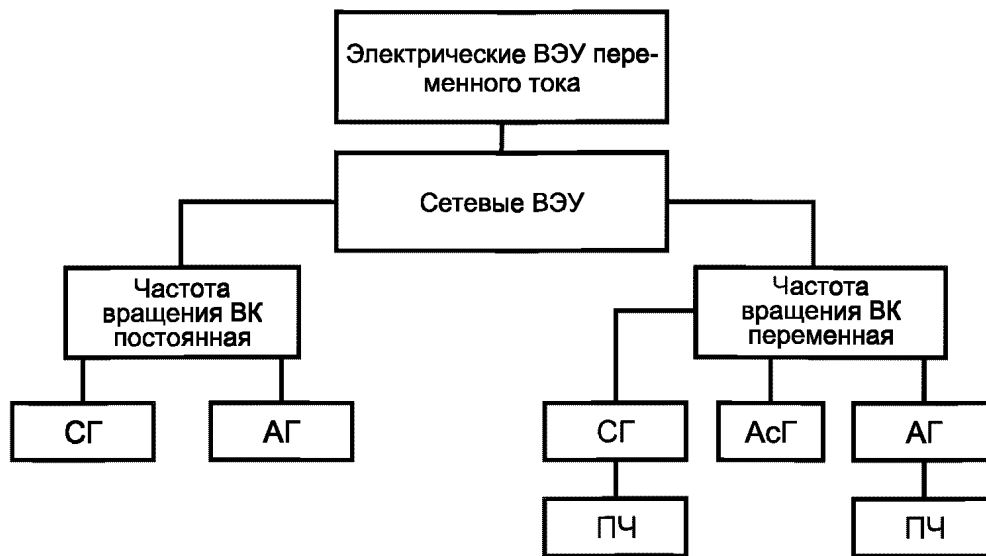 Электрические ВЭУ пере-
менного тока
Сетевые ВЭУ
Частота
вращения ВК
постоянная
Частота
вращения ВК
переменная
СГ
АГ
СГ
АсГ
АГ
ПЧ
ПЧ